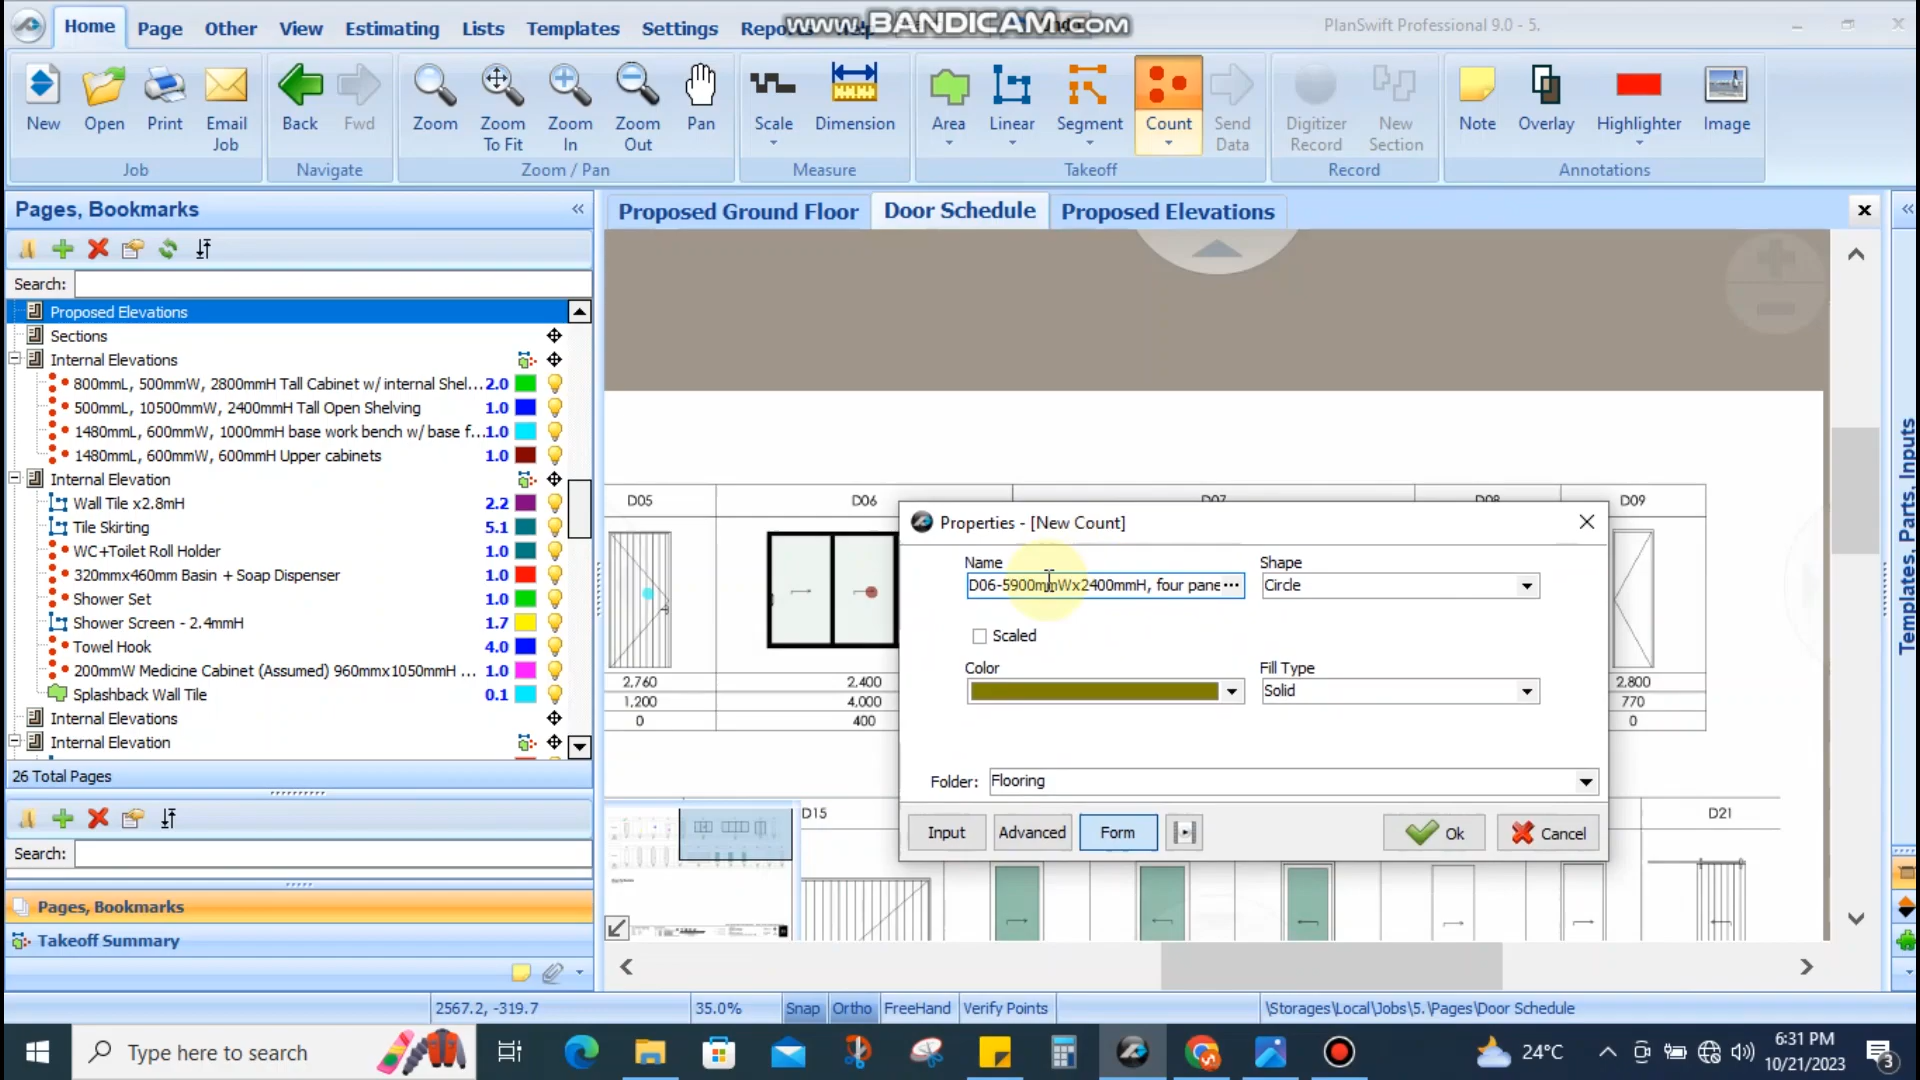 Home
Page
Other
View
Estimating
Lists
Templates
Settings
www.BANDICAM.com
PlanSwift Professional 9.0 - 5.
New
Open
Print
Email Job
Back
Fwd
Zoom
Zoom To Fit
Zoom In
Zoom Out
Pan
Scale
Dimension
Area
Linear
Segment
Count
Send Data
Digitizer Record
New Section
Note
Overlay
Highlighter
Image
Job
Navigate
Zoom / Pan
Measure
Takeoff
Record
Annotations
Pages, Bookmarks
Search:
Proposed Elevations
Sections
Internal Elevations
800mmL, 500mmW, 2800mmH Tall Cabinet w/ internal Shel... 2.0
500mmL, 10500mmW, 2400mmH Tall Open Shelving 1.0
1480mmL, 600mmW, 1000mmH base work bench w/ base f... 1.0
1480mmL, 600mmW, 600mmH Upper cabinets 1.0
Internal Elevation
Wall Tile x2.8mH 2.2
Tile Skirting 5.1
WC+Toilet Roll Holder 1.0
320mmx460mm Basin + Soap Dispenser 1.0
Shower Set 1.0
Shower Screen - 2.4mmH 1.7
Towel Hook 4.0
200mmW Medicine Cabinet (Assumed) 960mmx1050mmH ... 1.0
Splashback Wall Tile 0.1
Internal Elevations
Internal Elevation
26 Total Pages
Search:
Pages, Bookmarks
Takeoff Summary
Proposed Ground Floor
Door Schedule
Proposed Elevations
D05
D06
D07
D08
D09
2,760
2,400
2,800
1,200
4,000
770
0
400
0
D15
D21
Properties - [New Count]
Name
Shape
D06-5900mmWx2400mmH, four pane
Circle
Scaled
Color
Fill Type
Solid
Folder:
Flooring
Input
Advanced
Form
Ok
Cancel
Templates, Parts, Inputs
2567.2, -319.7
35.0%
Snap
Ortho
FreeHand
Verify Points
\Storages\Local\Jobs\5.\Pages\Door Schedule
Type here to search
24°C
6:31 PM
10/21/2023
3